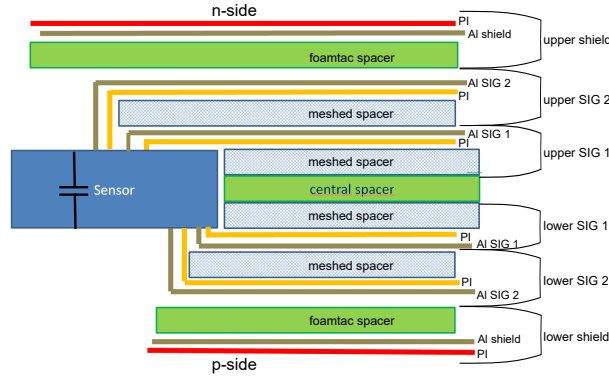 n-side
PI
Al shield
upper shield
foamtac spacer
Al SIG 2
PI
upper SIG 2
meshed spacer
Al SIG 1
PI
upper SIG 1
meshed spacer
Sensor
central spacer
meshed spacer
lower SIG 1
PI
Al SIG 1
meshed spacer
lower SIG 2
PI
Al SIG 2
foamtac spacer
lower shield
Al shield
PI
p-side